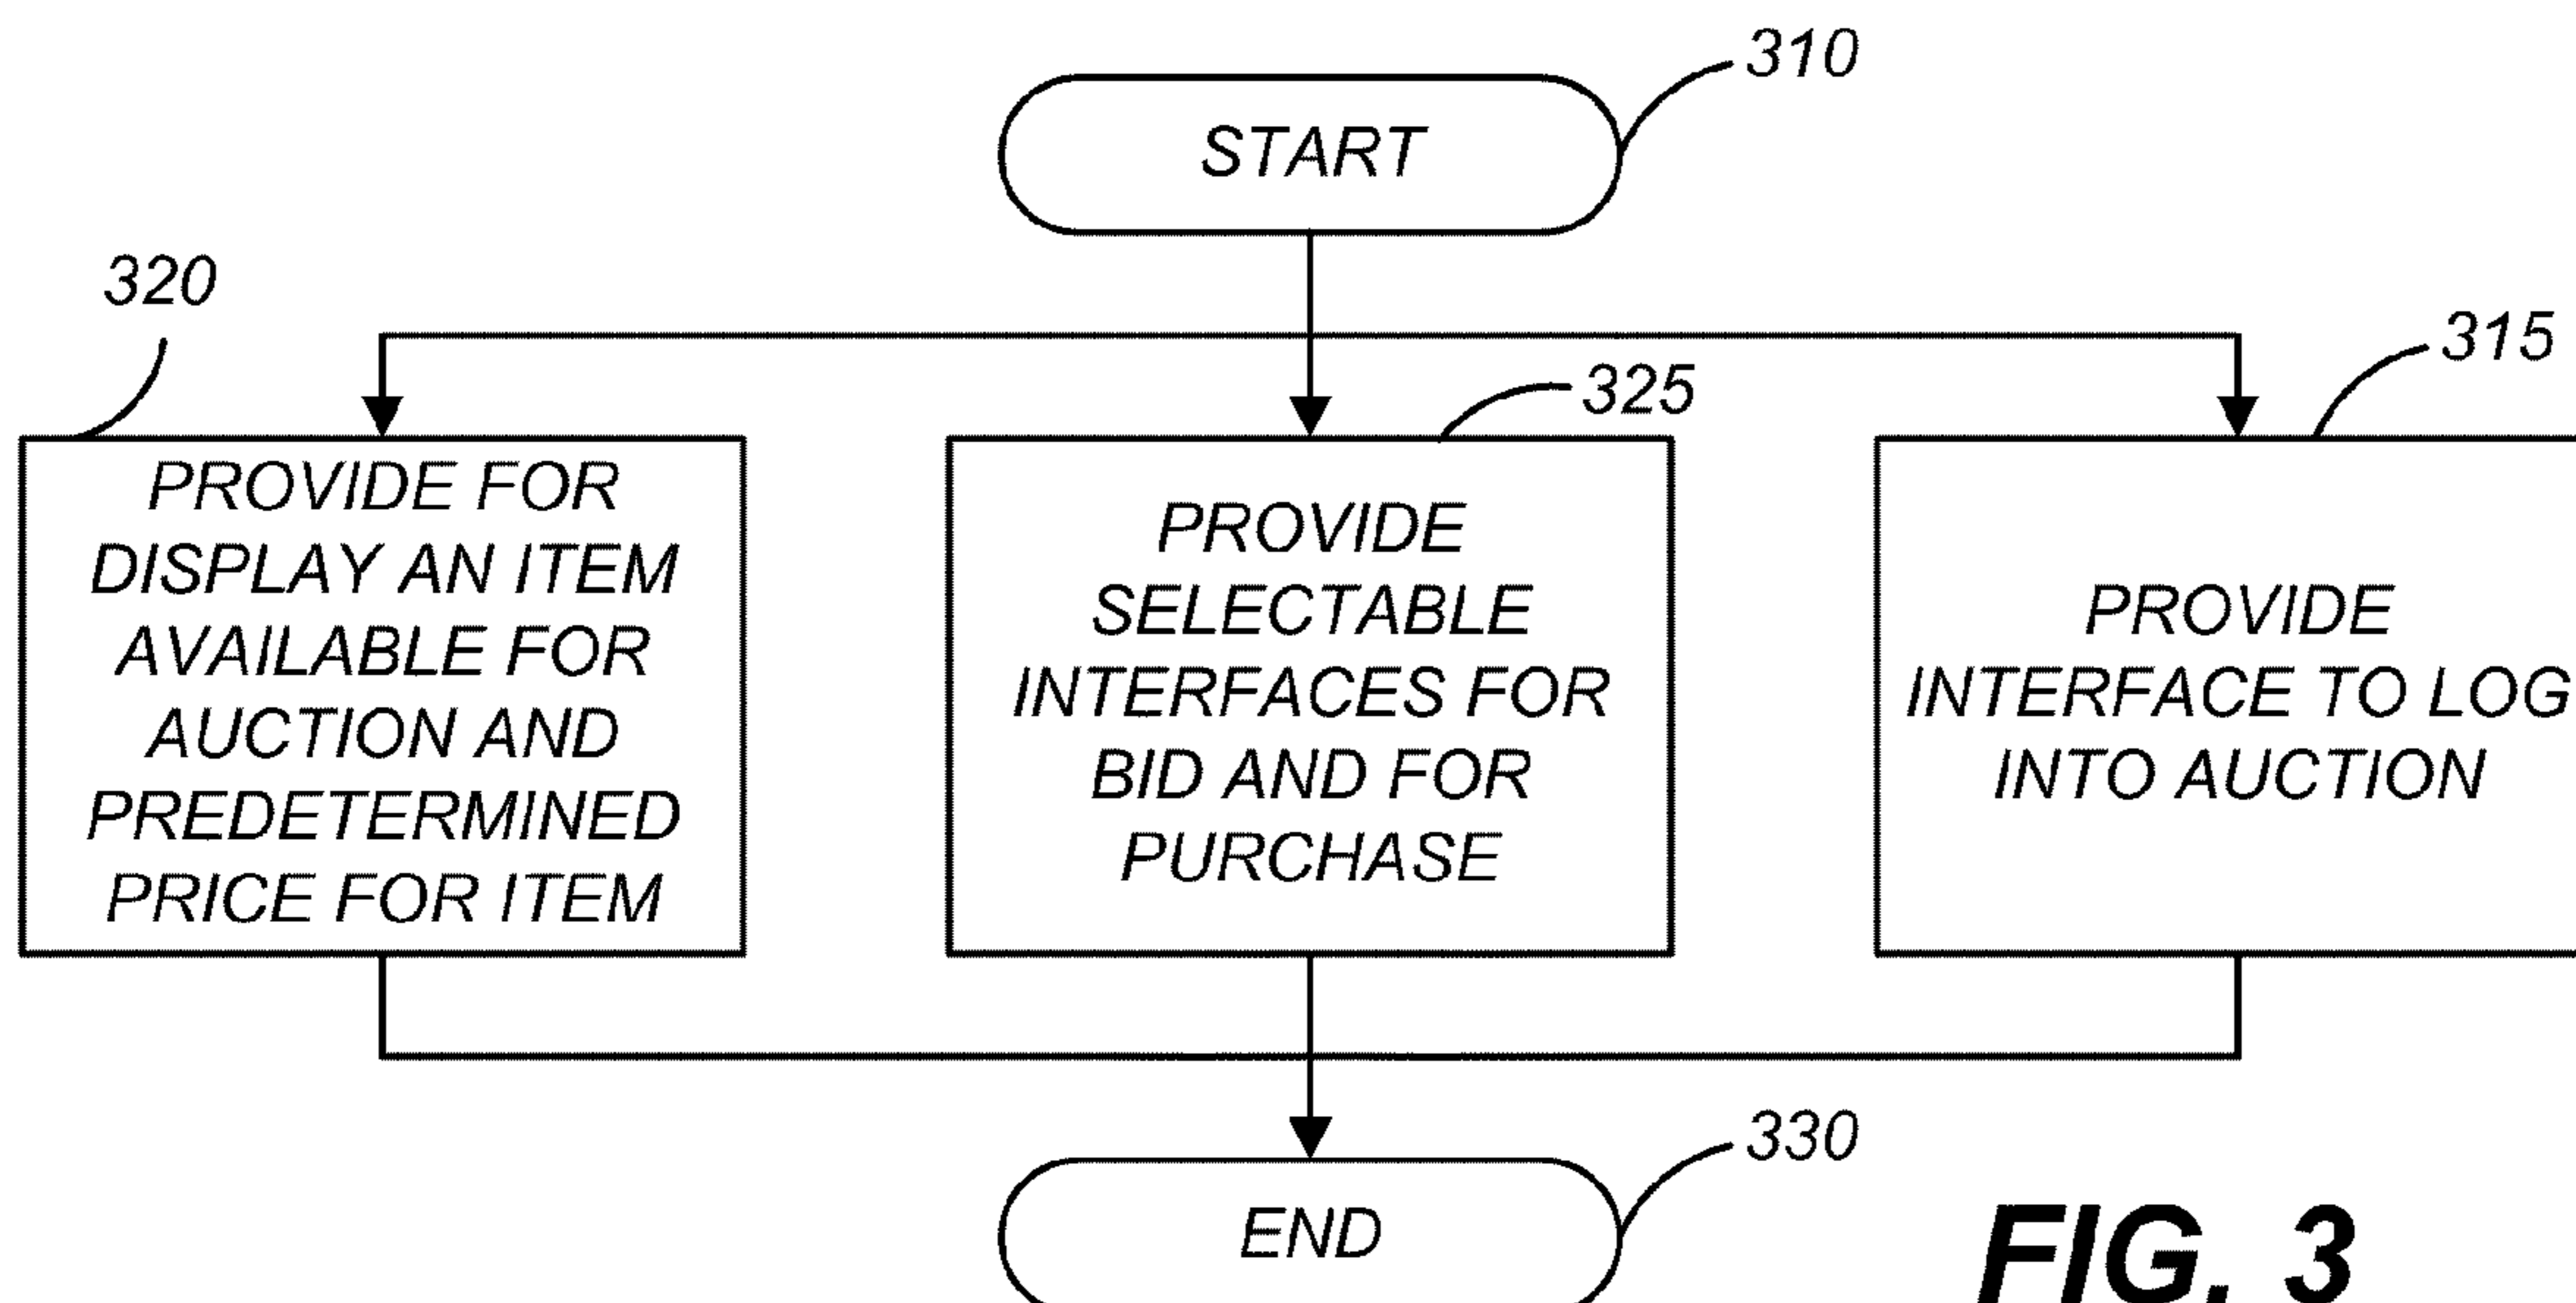 310
START
320
315
325
PROVIDE FOR
DISPLAY AN ITEM
AVAILABLE FOR
AUCTION AND
PREDETERMINED
PRICE FOR ITEM
PROVIDE
SELECTABLE
INTERFACES FOR
BID AND FOR
PURCHASE
PROVIDE
INTERFACE TO LOG
INTO AUCTION
330
END
FIG. 3